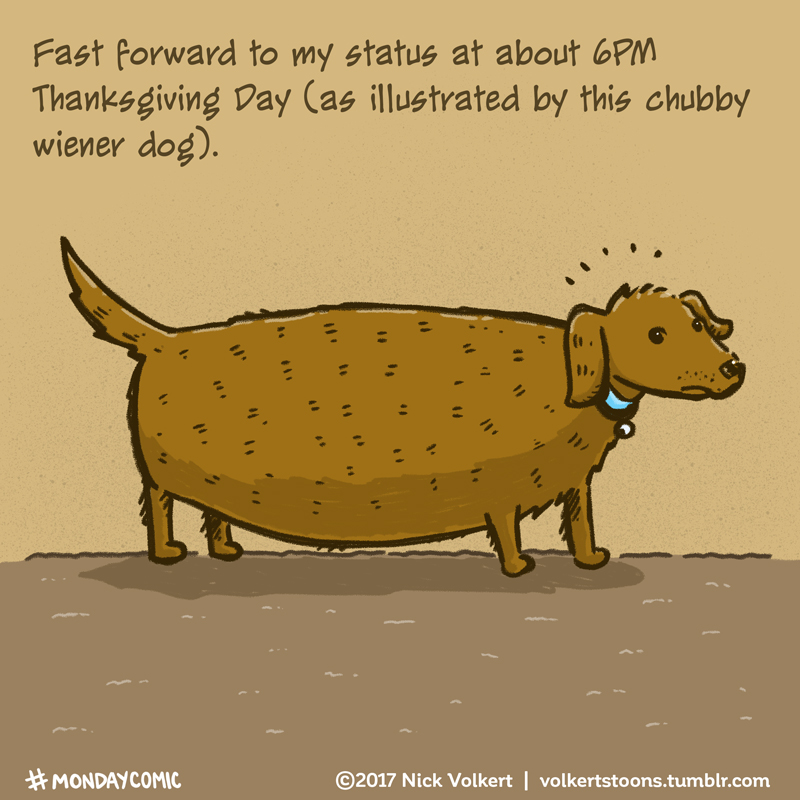 Fast forward to my status at about 6PM
Thanksgiving Day (as illustrated by this chubby
wiener dog).
#MONDAYCOMIC
©2017 Nick Volkert | volkertstoons.tumblr.com